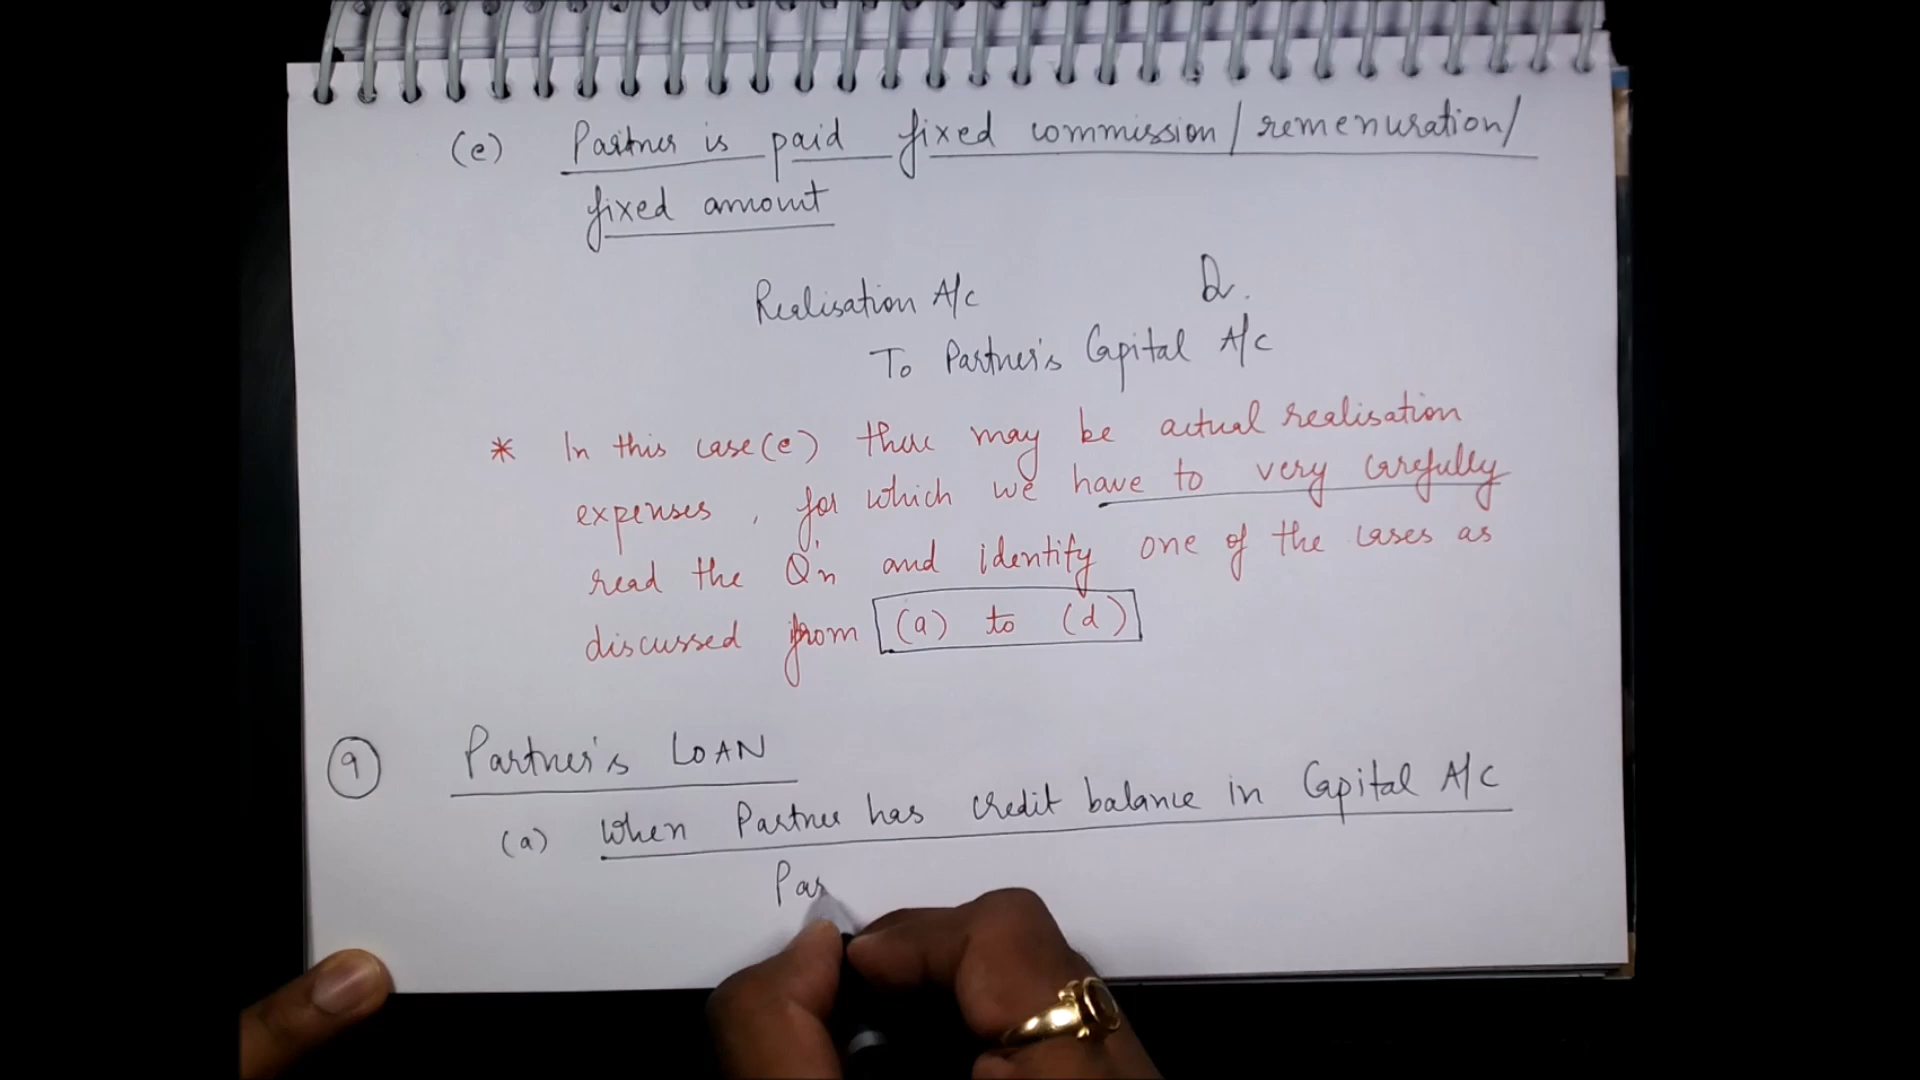 (e) Partner is paid fixed commission/remenuration/
fixed amount
Realisation A/c Dr.
To Partner's Capital A/c
* In this case(e) there may be actual realisation
expenses, for which we have to very carefully
read the Q'n and identify one of the cases as
discussed from (a) to (d)
9 Partner's LOAN
(a) When Partner has credit balance in Capital A/c
Par